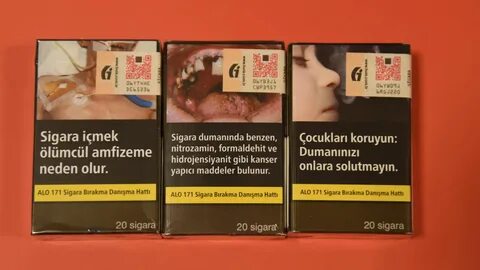 Sigara içmek
ölümcül amfizeme
neden olur.
ALO 171 Sigara Bırakma Danışma Hattı
20 sigara
Sigara dumanında benzen,
nitrozamin, formaldehit ve
hidrojensiyanit gibi kanser
yapıcı maddeler bulunur.
ALO 171 Sigara Bırakma Danışma Hattı
20 sigara
Çocukları koruyun:
Dumanınızı
onlara solutmayın.
ALO 171 Sigara Bırakma Danışma Hattı
20 sigara